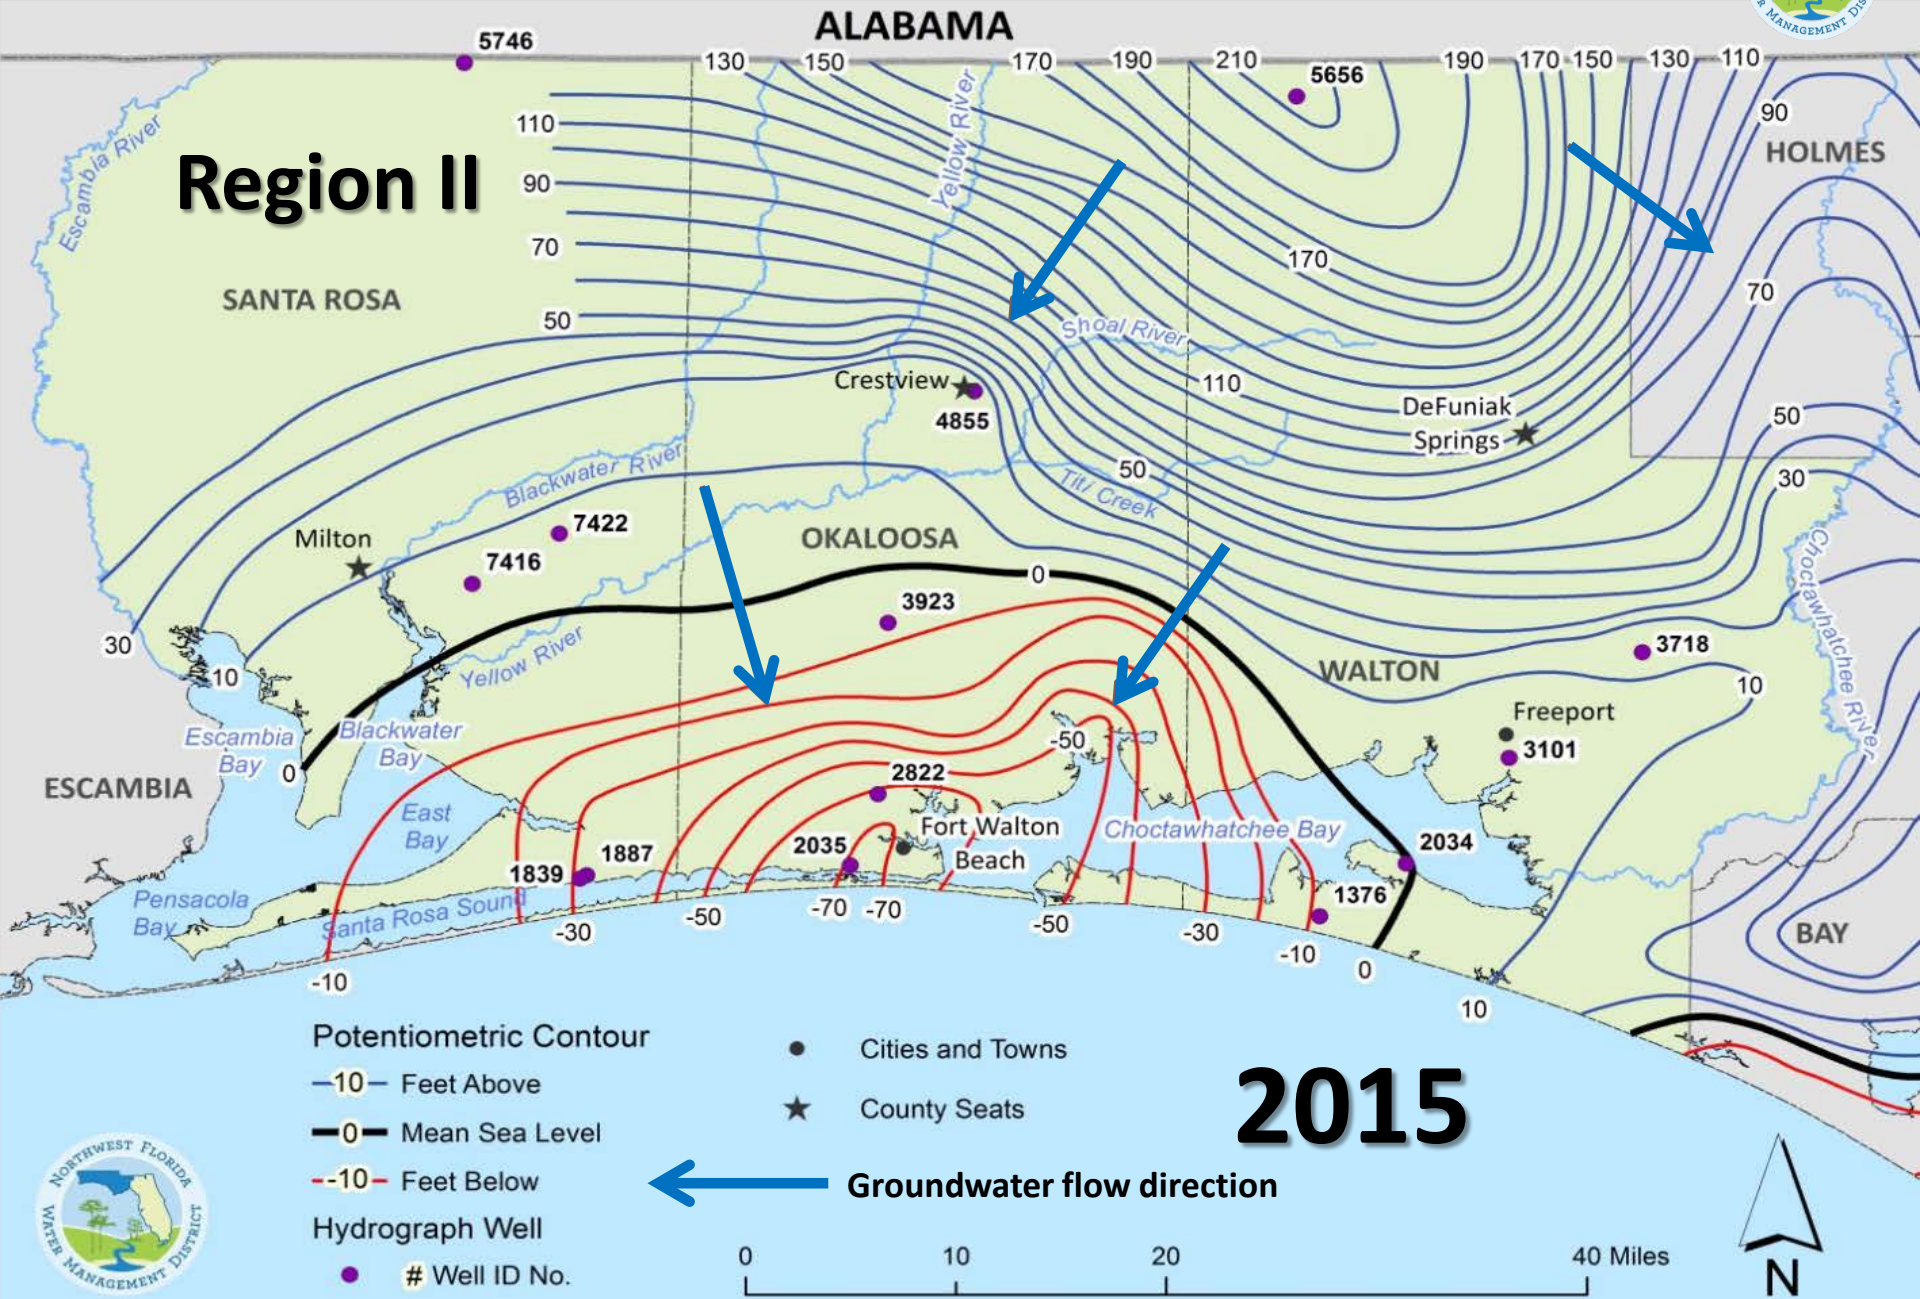 ALABAMA
R MANAGEMENT DIS
5746
130 150 170 190 210 190 170 150 130 110
5656
90
HOLMES
110
Escambia River
Yellow River
Region II
90
70
170
SANTA ROSA
50
70
Shoal River
Crestview
110
4855
DeFuniak
Springs
50
50
Blackwater River
50
Titi Creek
30
7422
Milton
OKALOOSA
7416
0
Choctawhatchee River
3923
30
Yellow River
3718
WALTON
10
10
Freeport
Escambia
Bay
Blackwater
Bay
-50
3101
0
2822
ESCAMBIA
East
Bay
Fort Walton
Beach
Choctawhatchee Bay
2035
2034
1887
1839
1376
Pensacola
Bay
Santa Rosa Sound
-50
-70 -70
-50
-30
-30
BAY
-10
0
-10
10
Potentiometric Contour
10 Feet Above
0 Mean Sea Level
-10 Feet Below
Hydrograph Well
# Well ID No.
Cities and Towns
County Seats
Groundwater flow direction
2015
NORTHWEST FLORIDA
WATER MANAGEMENT DISTRICT
0 10 20 40 Miles
N